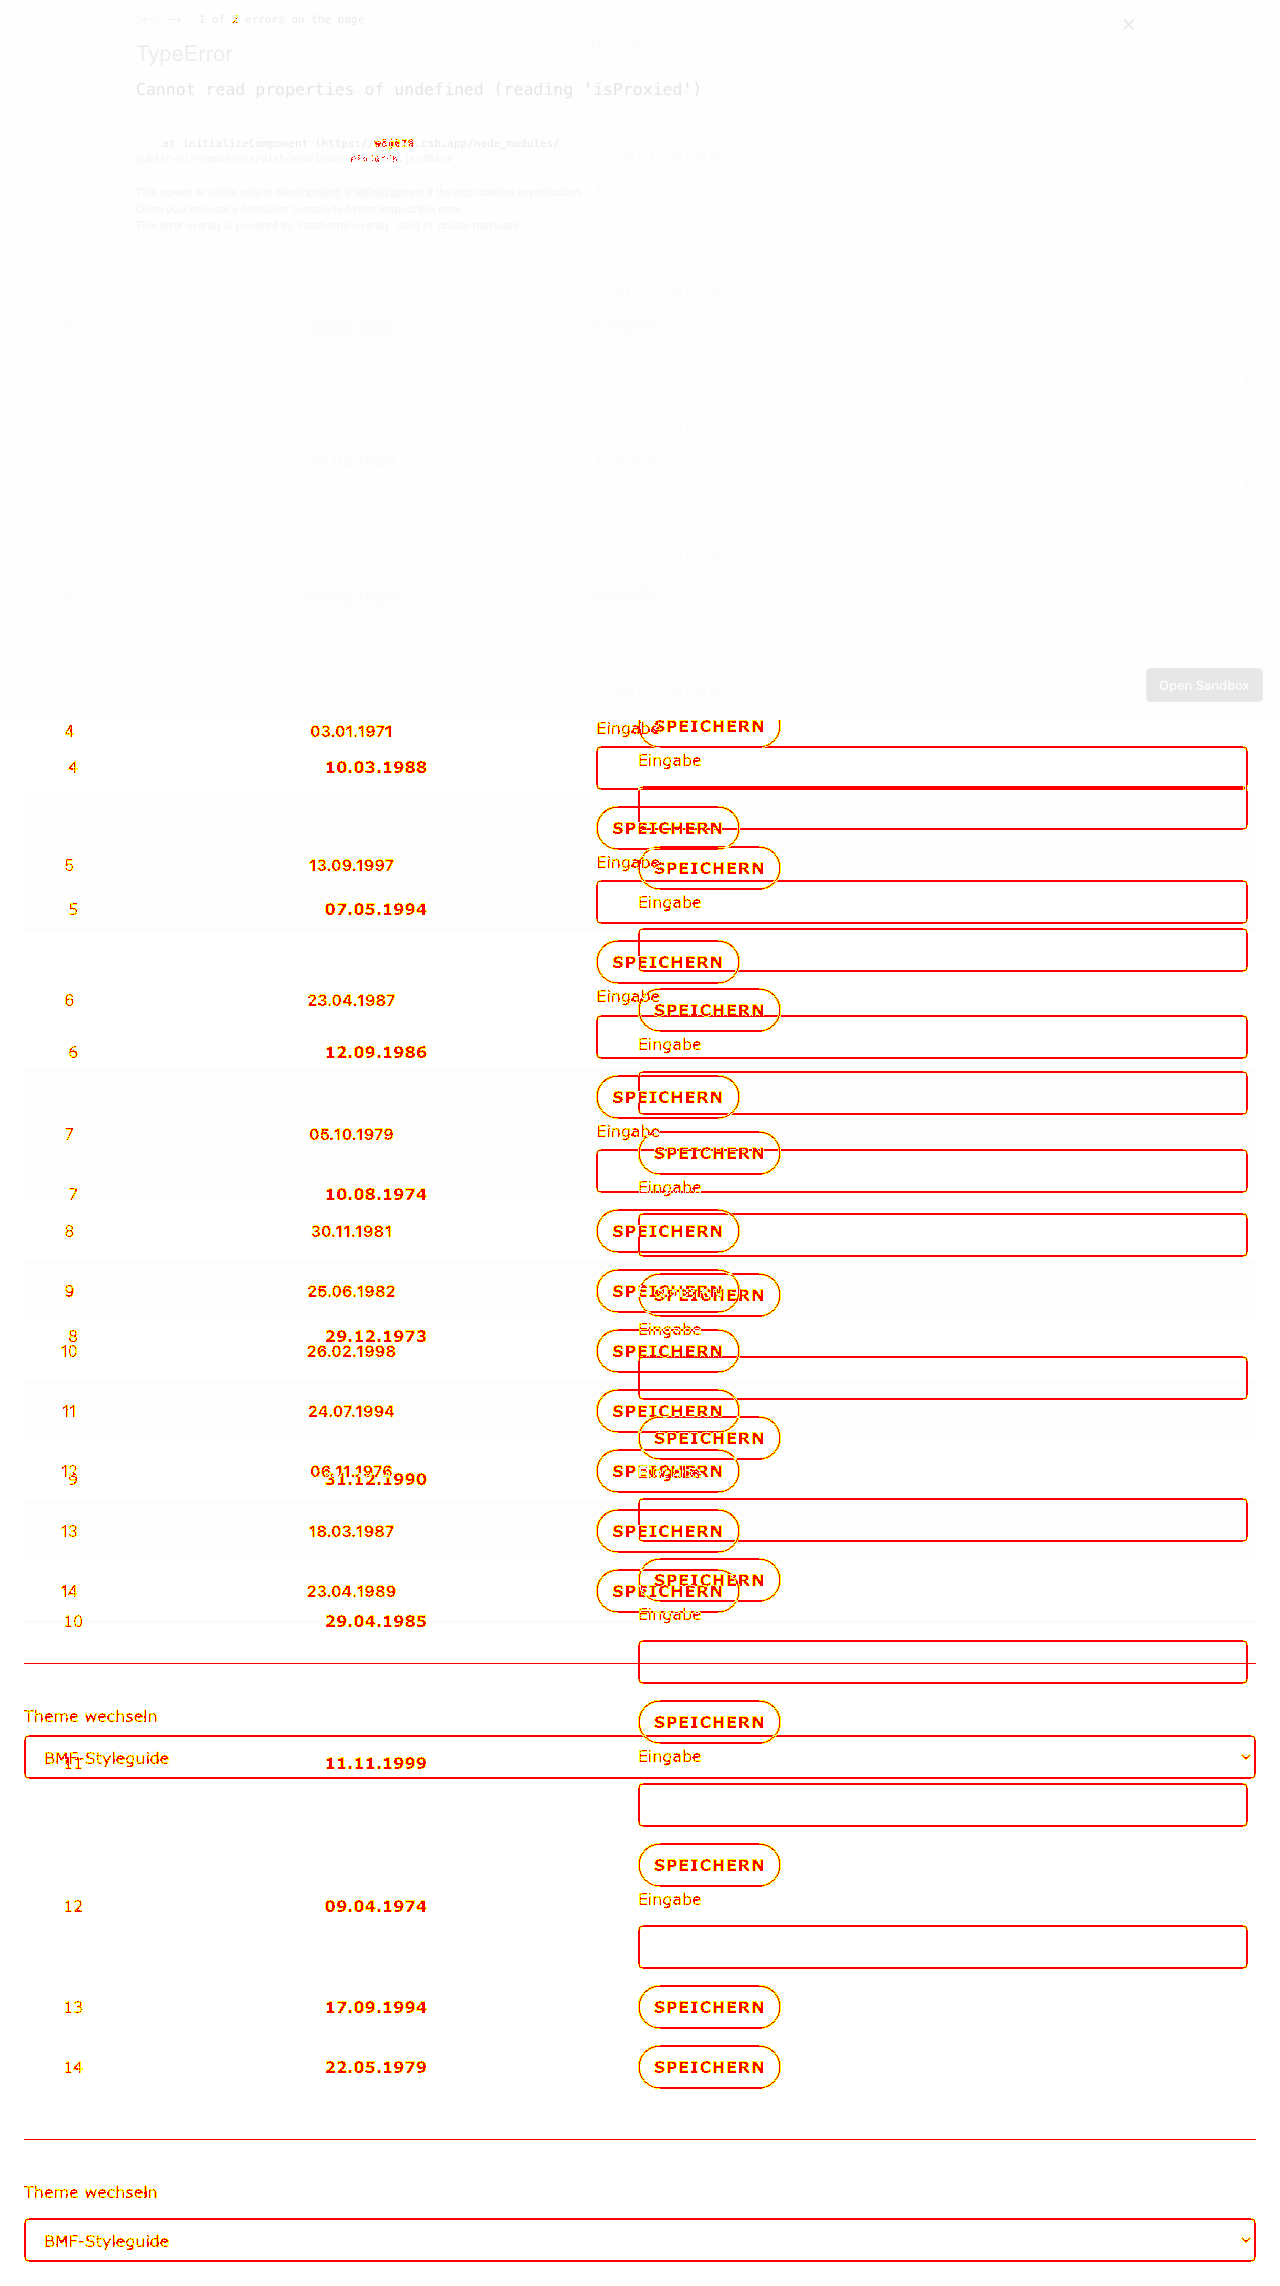 ← → 1 of 2 errors on the page
TypeError
Cannot read properties of undefined (reading 'isProxied')
at initializeComponent (https:/ .csb.app/node_modules/
This screen is visible only in development. It will not appear if the app crashes in production.
Open your browser's developer console to further inspect this error.
This error overlay is powered by `react-error-overlay` used in `create-react-app`.
SPEICHERN
Eingabe
SPEICHERN
SPEICHERN
Eingabe
SPEICHERN
SPEICHERN
Open Sandbox
SPEICHERN
4 03.01.1971 Eingabe
4 10.03.1988 Eingabe
SPEICHERN
5 13.09.1997 Eingabe
SPEICHERN
5 07.05.1994 Eingabe
SPEICHERN
6 23.04.1987 Eingabe
SPEICHERN
6 12.09.1986 Eingabe
SPEICHERN
7 05.10.1979 Eingabe
SPEICHERN
7 10.08.1974 Eingabe
8 30.11.1981 SPEICHERN
9 25.06.1982 SPEICHERN
SPEICHERN
8 29.12.1973 Eingabe
10 26.02.1998 SPEICHERN
11 24.07.1994 SPEICHERN
SPEICHERN
12 06.11.1976 SPEICHERN
9 31.12.1990 Eingabe
13 18.03.1987 SPEICHERN
SPEICHERN
14 23.04.1989 SPEICHERN
10 29.04.1985 Eingabe
Theme wechseln
SPEICHERN
BMF-Styleguide
11 11.11.1999 Eingabe
SPEICHERN
12 09.04.1974 Eingabe
13 17.09.1994 SPEICHERN
14 22.05.1979 SPEICHERN
Theme wechseln
BMF-Styleguide